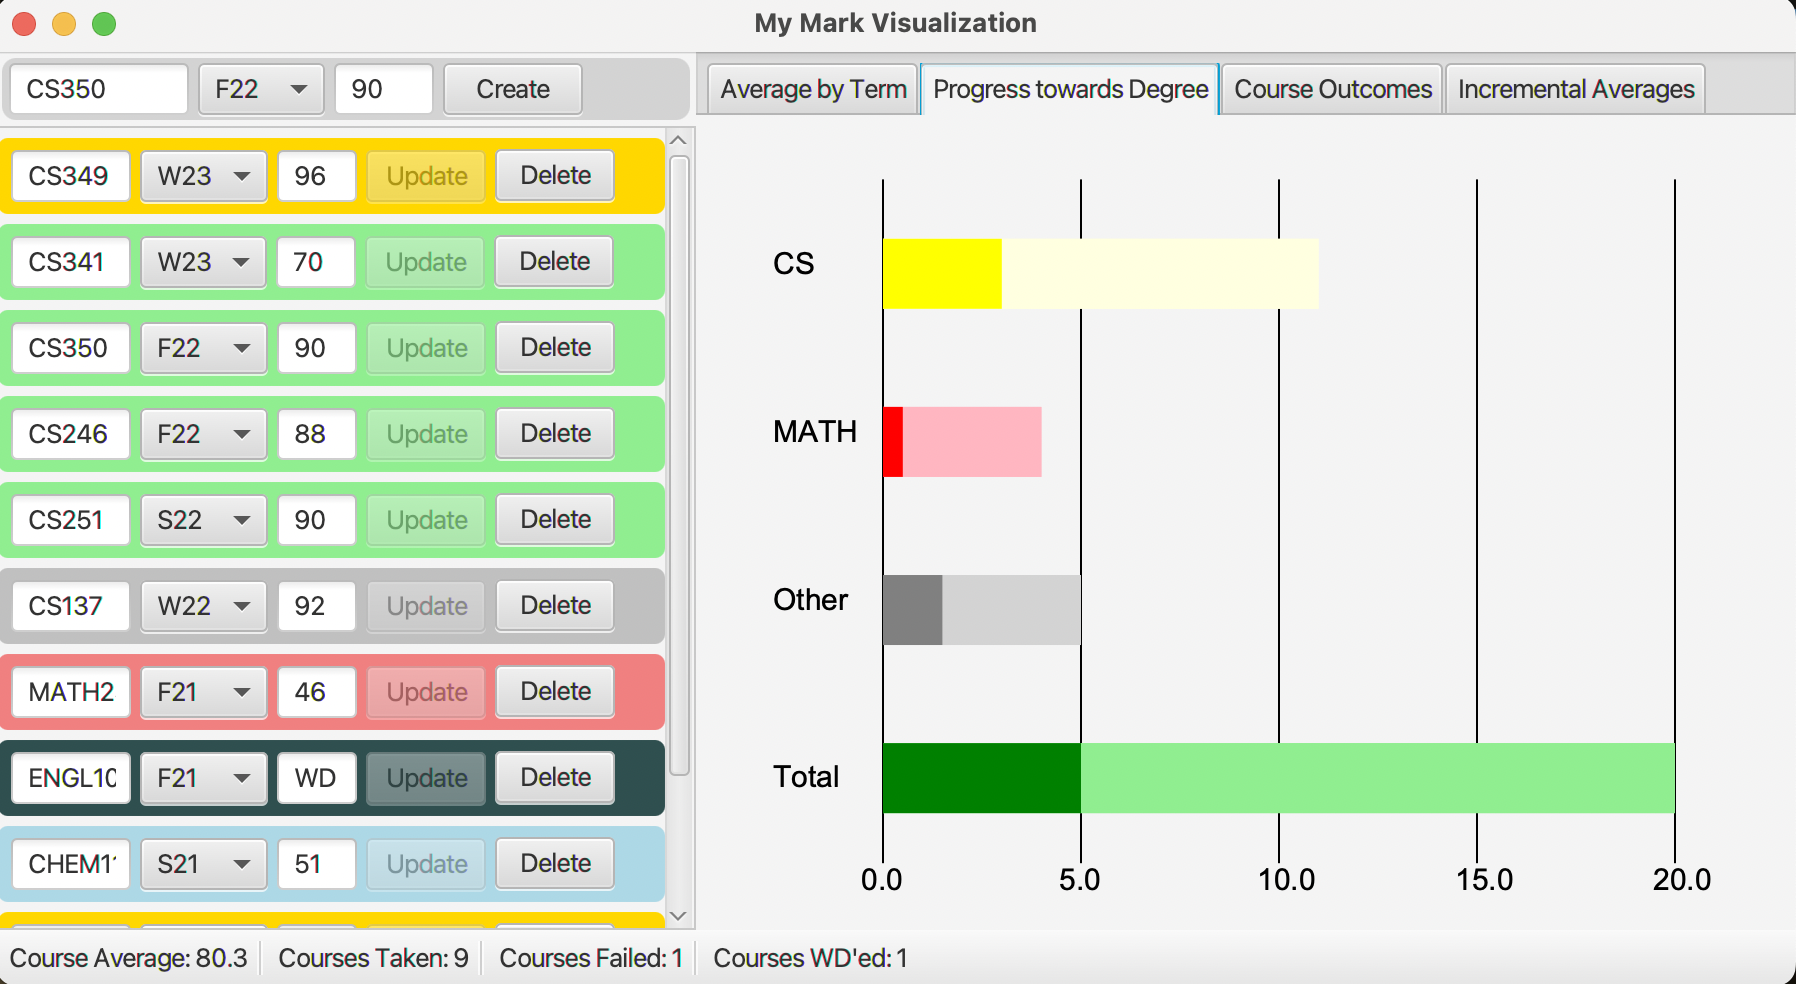 My Mark Visualization
CS350 F22 90 Create
Average by Term Progress towards Degree Course Outcomes Incremental Averages
CS349 W23 96 Update Delete
CS341 W23 70 Update Delete
CS350 F22 90 Update Delete
CS246 F22 88 Update Delete
CS251 S22 90 Update Delete
CS137 W22 92 Update Delete
MATH2 F21 46 Update Delete
ENGL10 F21 WD Update Delete
CHEM11 S21 51 Update Delete
CS
MATH
Other
Total
0.0 5.0 10.0 15.0 20.0
Course Average: 80.3 Courses Taken: 9 Courses Failed: 1 Courses WD'ed: 1